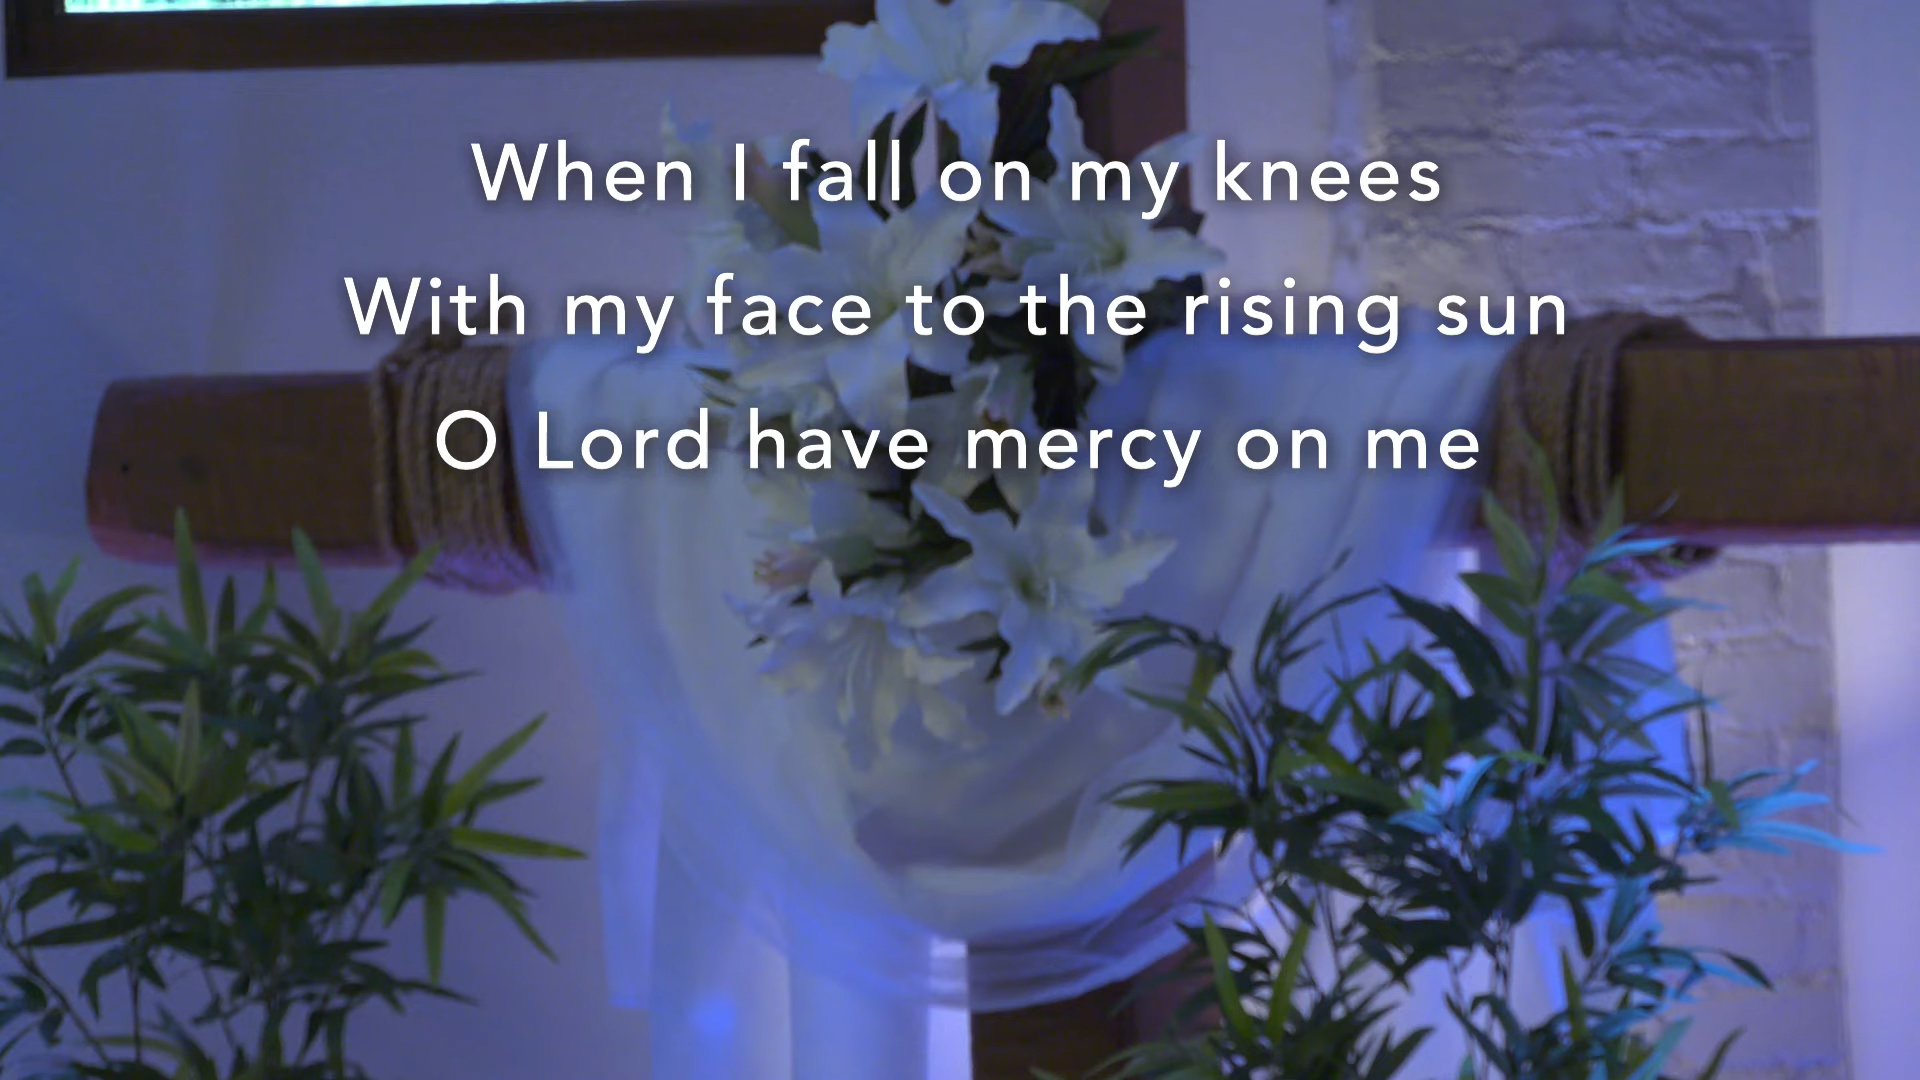 When I fall on my knees
With my face to the rising sun
O Lord have mercy on me